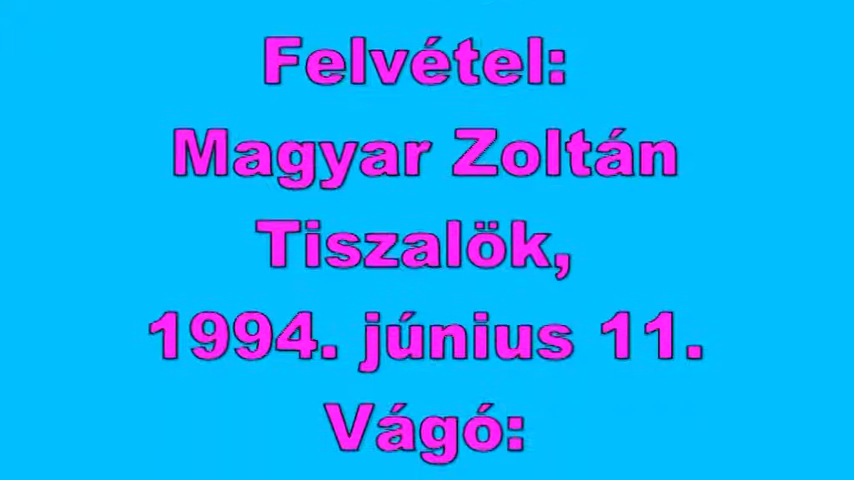 Felvétel:
Magyar Zoltán
Tiszalök,
1994. június 11.
Vágó: